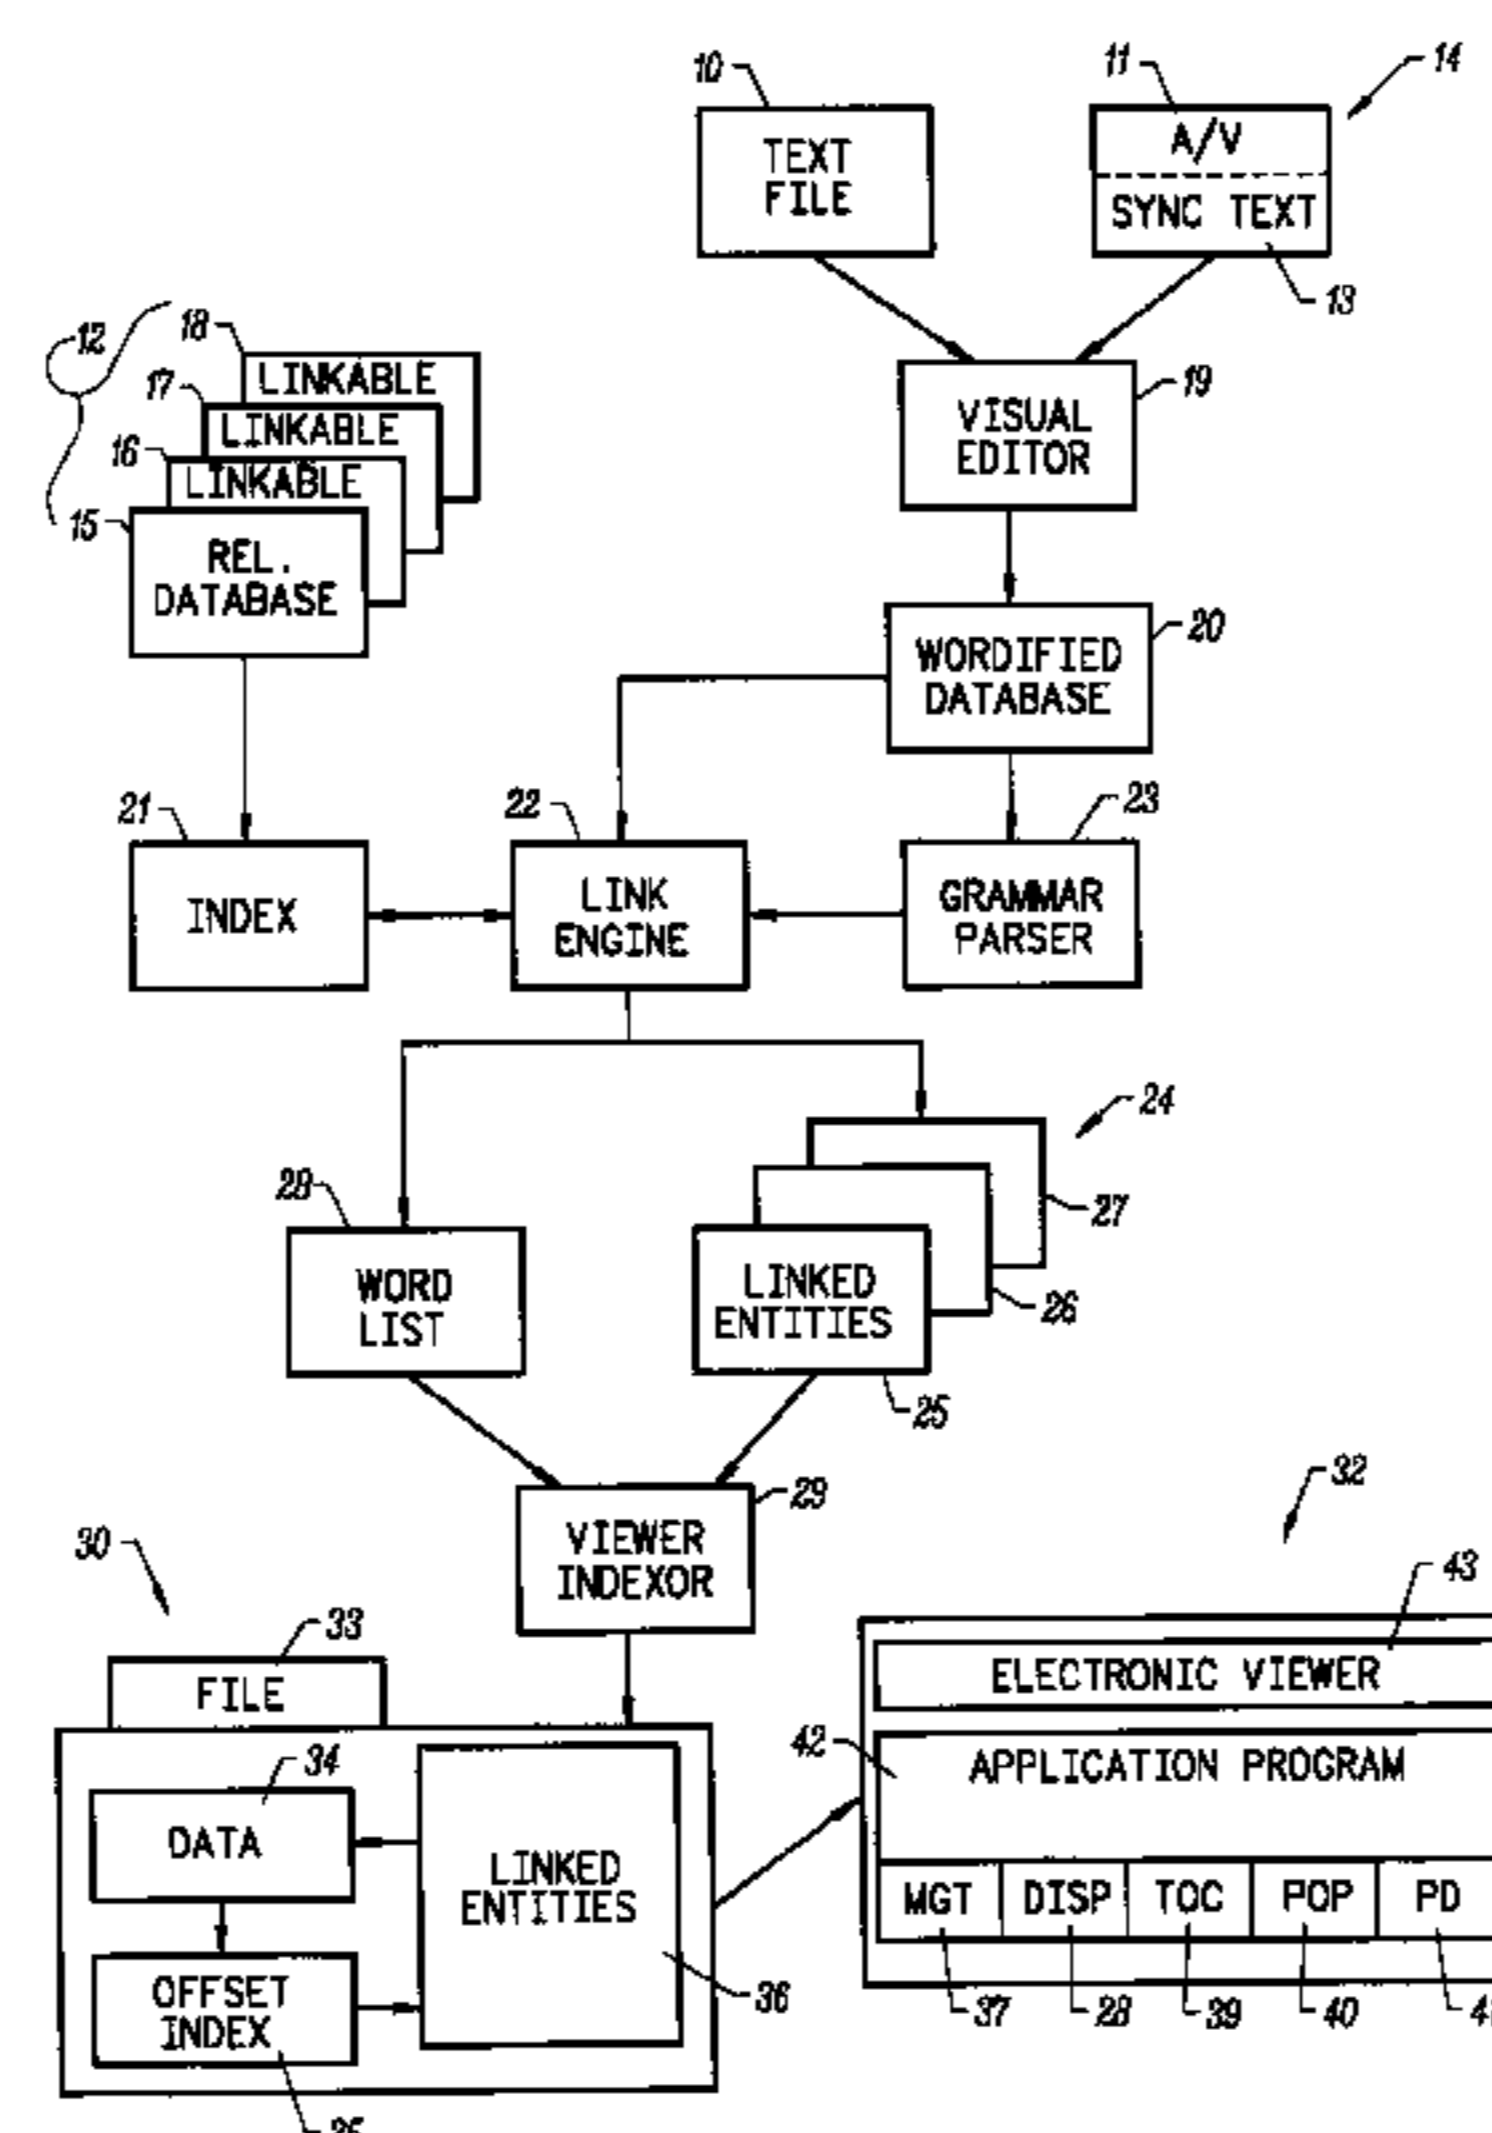 10
11
14
TEXT
FILE
A/V
SYNC TEXT
13
12
18
LINKABLE
17
LINKABLE
16
LINKABLE
15
REL.
DATABASE
VISUAL
EDITOR
19
WORDIFIED
DATABASE
20
21
22
23
INDEX
LINK
ENGINE
GRAMMAR
PARSER
24
28
27
WORD
LIST
LINKED
ENTITIES
26
25
29
VIEWER
INDEXOR
32
30
33
43
FILE
ELECTRONIC VIEWER
34
42
APPLICATION PROGRAM
DATA
LINKED
ENTITIES
MGT DISP TOC POP PD
OFFSET
INDEX
36
37 28 39 40